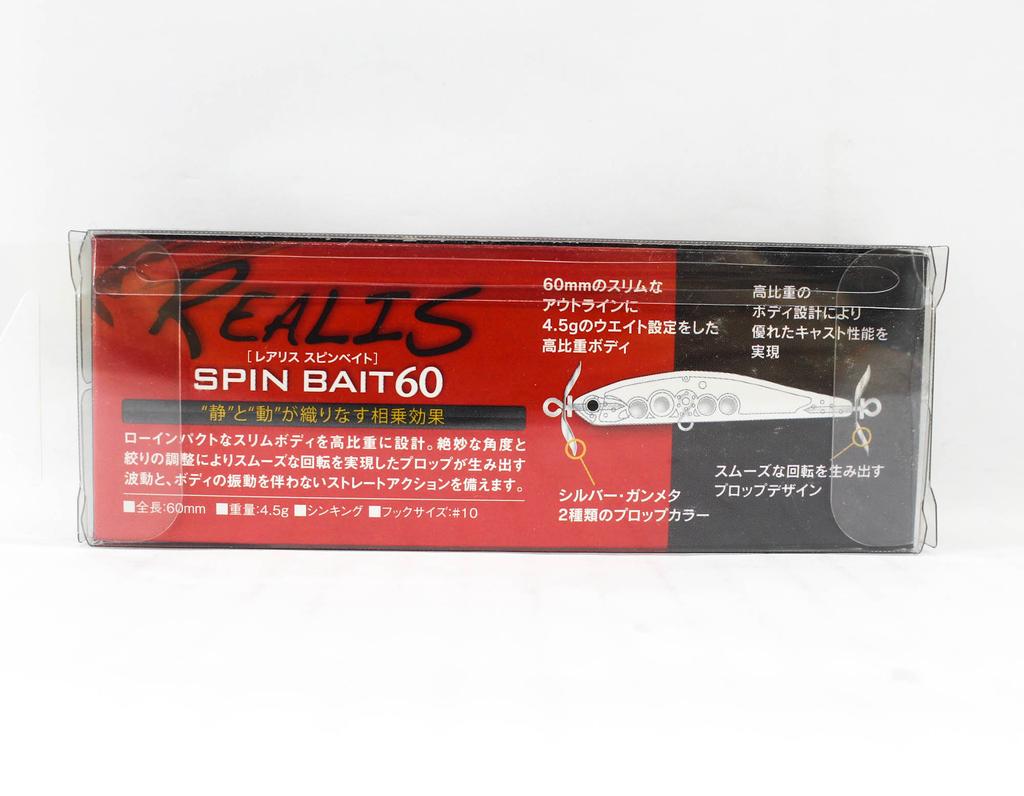 REALIS
[レアリス スピンベイト]
SPIN BAIT60
“静”と“動”が織りなす相乗効果
ローインパクトなスリムボディを高比重に設計。絶妙な角度と
絞りの調整によりスムーズな回転を実現したプロップが生み出す
波動と、ボディの振動を伴わないストレートアクションを備えます。
■全長:60mm ■重量:4.5g ■シンキング ■フックサイズ:#10
60mmのスリムな
アウトラインに
4.5gのウエイト設定をした
高比重ボディ
高比重の
ボディ設計により
優れたキャスト性能を
実現
シルバー・ガンメタ
2種類のプロップカラー
スムーズな回転を生み出す
プロップデザイン